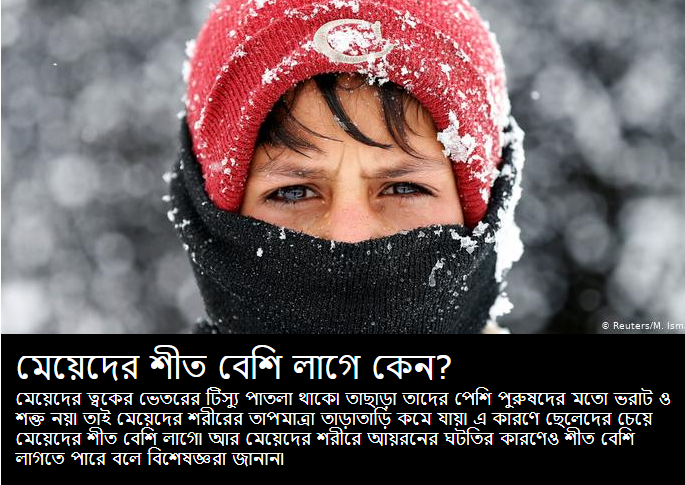 C
© Reuters/M. Ism
মেয়েদের শীত বেশি লাগে কেন?
মেয়েদের ত্বকের ভেতরের টিস্যু পাতলা থাকে৷ তাছাড়া তাদের পেশি পুরুষদের মতো ভরাট ও
শক্ত নয়৷ তাই মেয়েদের শরীরের তাপমাত্রা তাড়াতাড়ি কমে যায়৷ এ কারণে ছেলেদের চেয়ে
মেয়েদের শীত বেশি লাগে৷ আর মেয়েদের শরীরে আয়রনের ঘটতির কারণেও শীত বেশি
লাগতে পারে বলে বিশেষজ্ঞরা জানান৷